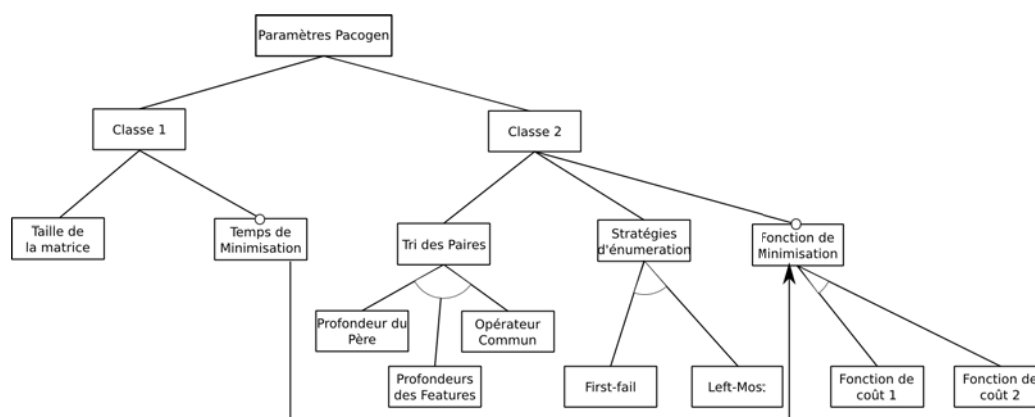 Paramètres Pacogen
Classe 1
Classe 2
Taille de
la matrice
Temps de
Minimisation
Tri des Paires
Stratégies
d'énumeration
Fonction de
Minimisation
Profondeur du
Père
Opérateur
Commun
Profondeurs
des Features
First-fail
Left-Mos:
Fonction de
coût 1
Fonction de
coût 2